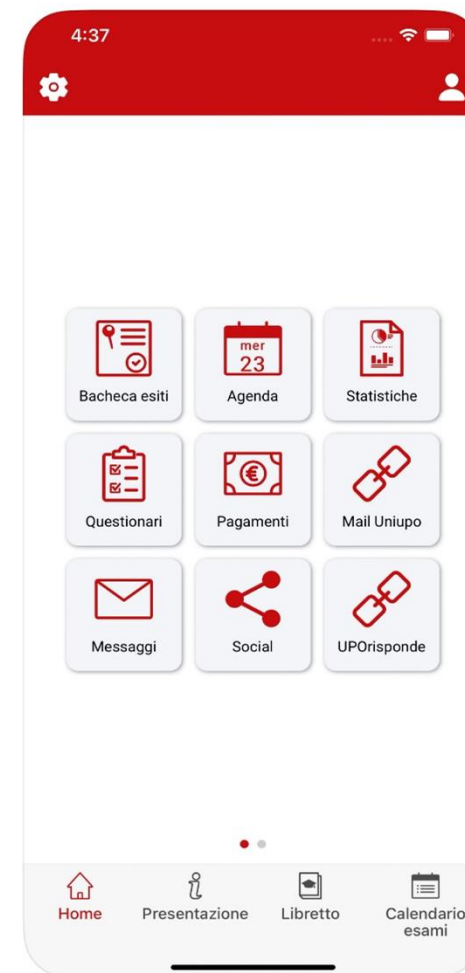 4:37
Bacheca esiti
mer
23
Agenda
Statistiche
Questionari
Pagamenti
Mail Uniupo
Messaggi
Social
UPOrisponde
Home
Presentazione
Libretto
Calendario
esami